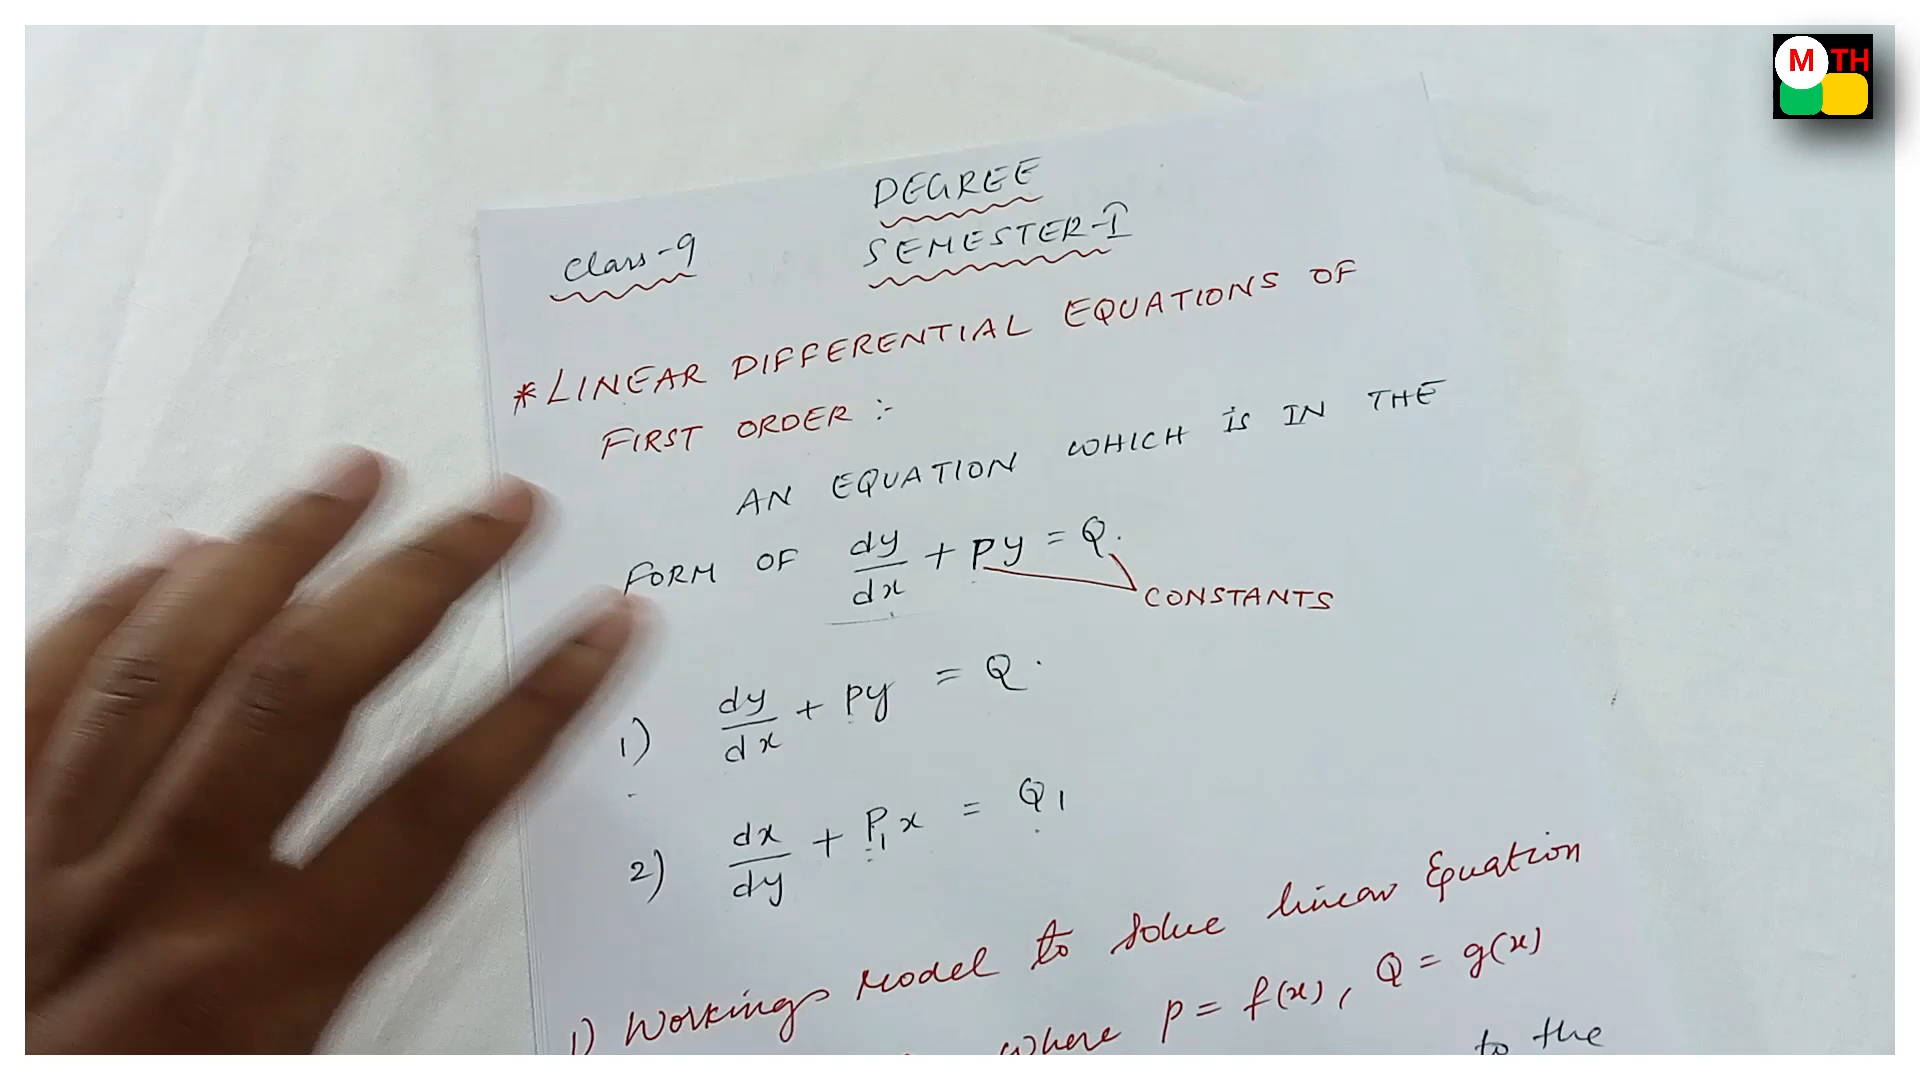 M TH
DEGREE
Class-9 SEMESTER-I
* LINEAR DIFFERENTIAL EQUATIONS OF
FIRST ORDER :-
AN EQUATION WHICH is IN THE
FORM OF dy/dx + Py = Q.
CONSTANTS
1) dy/dx + Py = Q.
2) dx/dy + P₁x = Q₁
1) Workings Model to Solve linear Equation
where P = f(x), Q = g(x)
to the